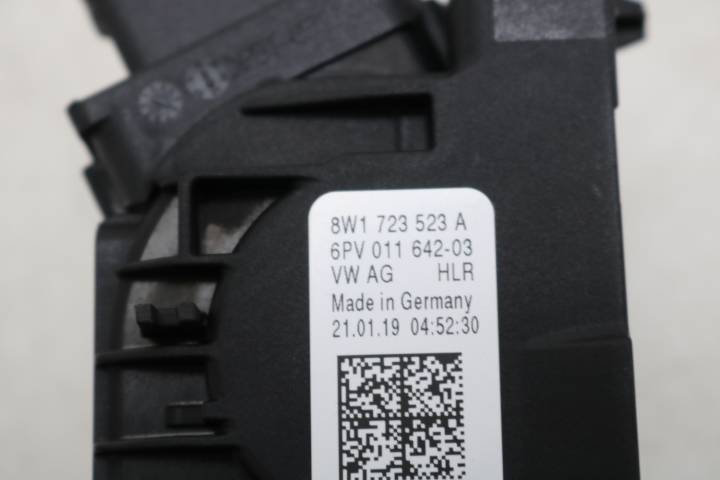 8W1 723 523 A
6PV 011 642-03
VW AG HLR
Made in Germany
21.01.19 04:52:30